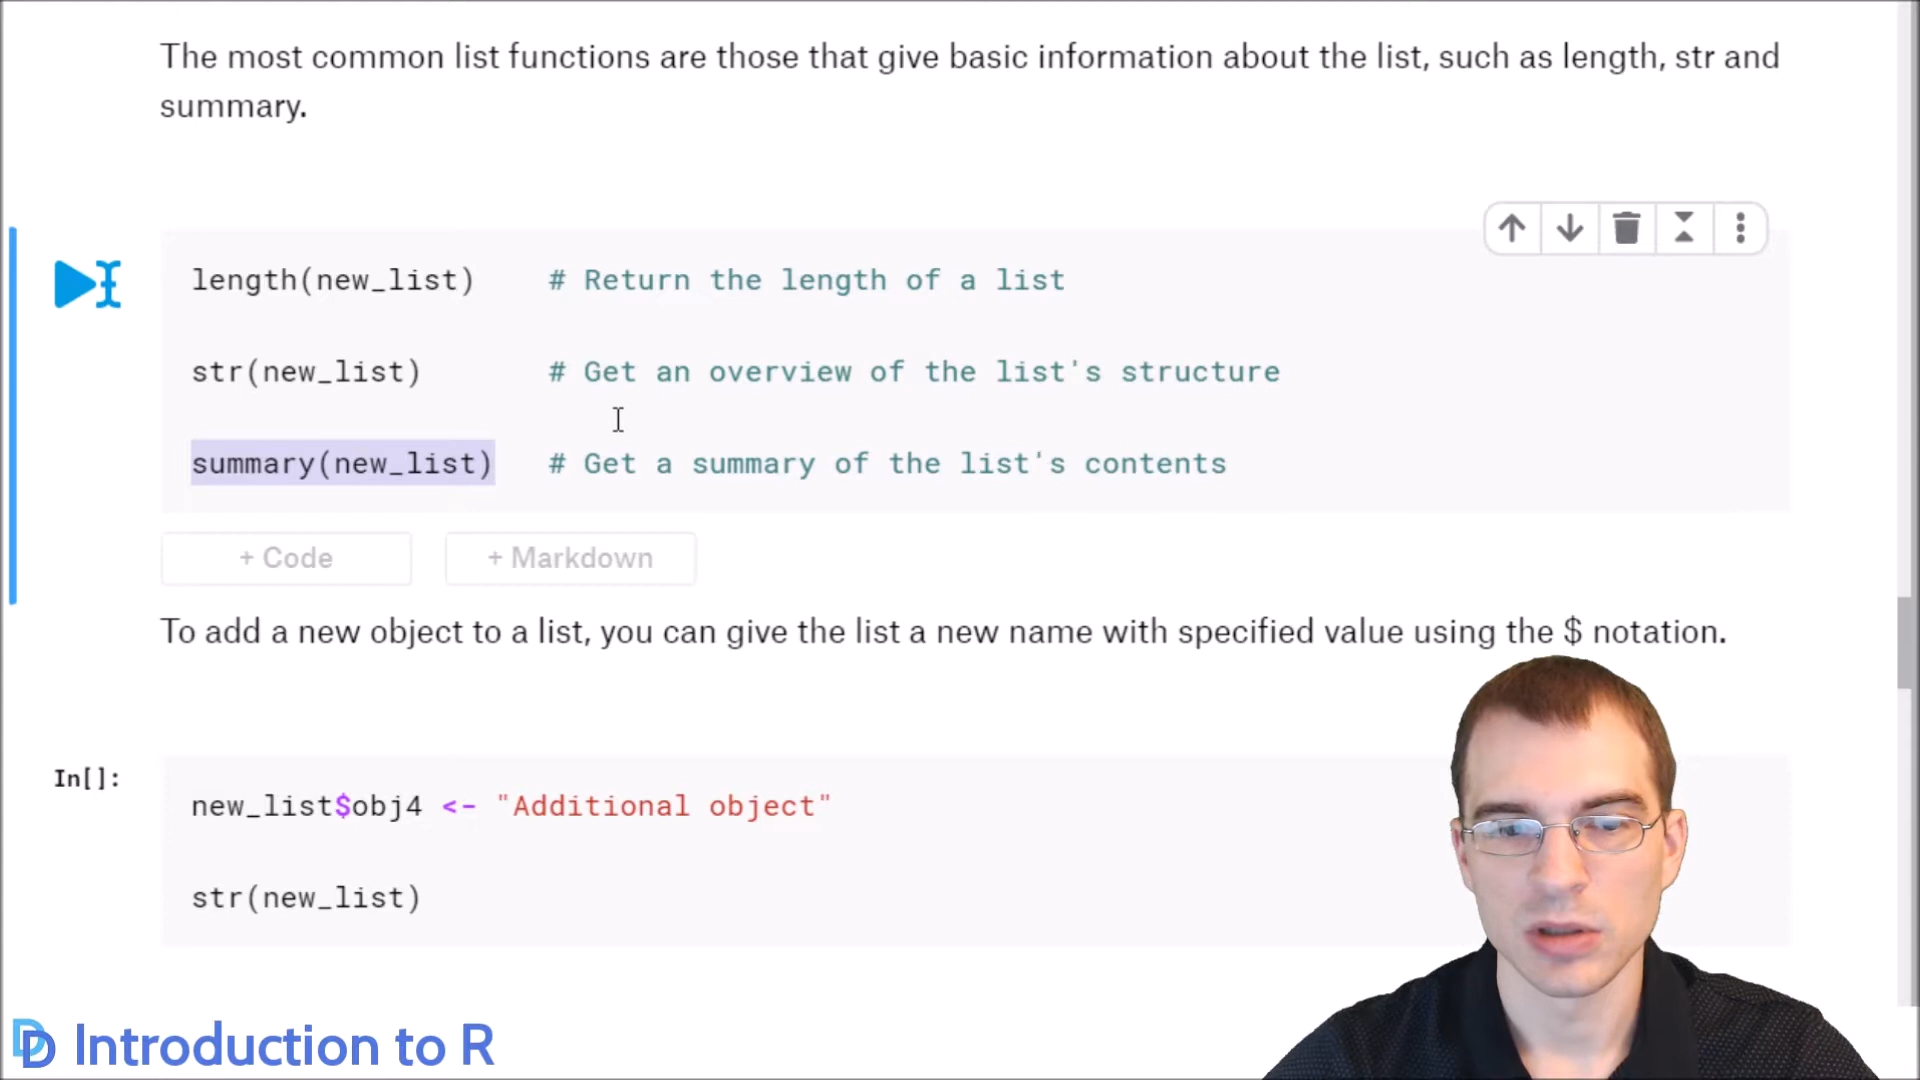 The most common list functions are those that give basic information about the list, such as length, str and
summary.
length(new_list) # Return the length of a list
str(new_list) # Get an overview of the list's structure
summary(new_list) # Get a summary of the list's contents
+ Code + Markdown
To add a new object to a list, you can give the list a new name with specified value using the $ notation.
In[]:
new_list$obj4 <- "Additional object"
str(new_list)
D Introduction to R